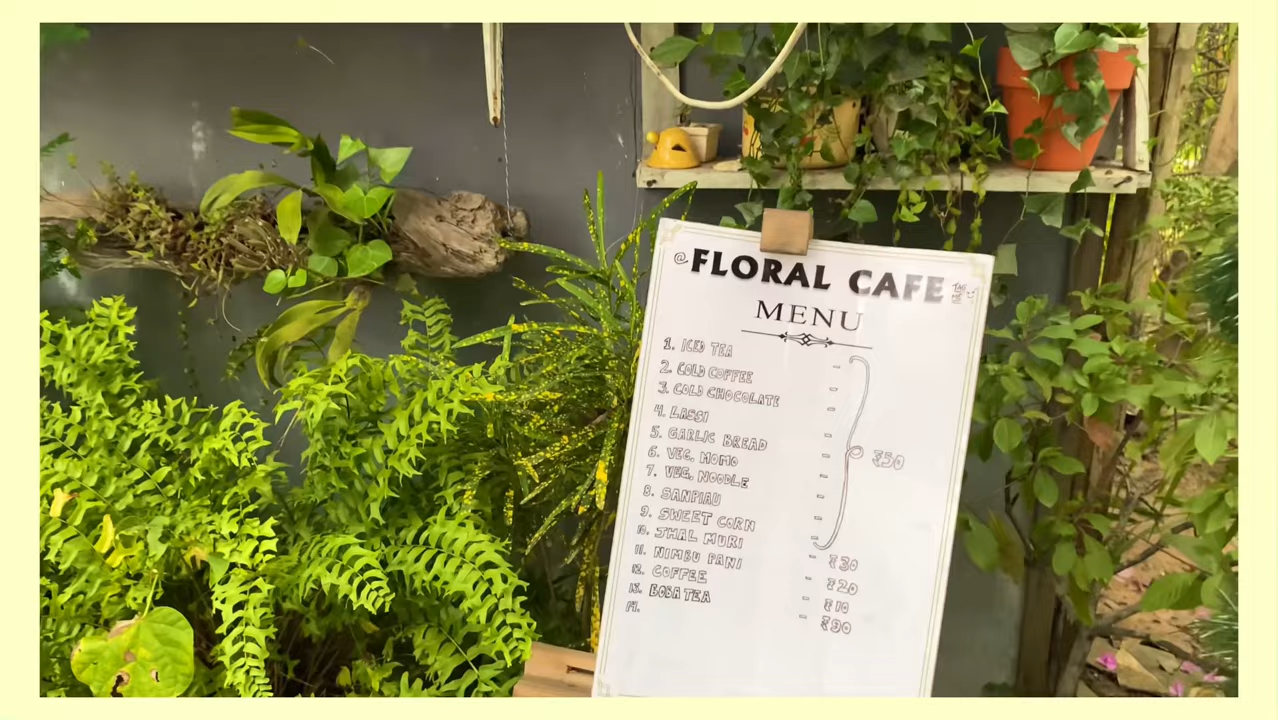 @FLORAL CAFE
MENU
1. ICED TEA -
2. COLD COFFEE -
3. COLD CHOCOLATE -
4. LASSI -
5. GARLIC BREAD - ₹50
6. VEG. MOMO -
7. VEG. NOODLE -
8. SANPIAU -
9. SWEET CORN -
10. JHAL MURI - ₹30
11. NIMBU PANI - ₹20
12. COFFEE - ₹10
13. BOBA TEA - ₹90
14.